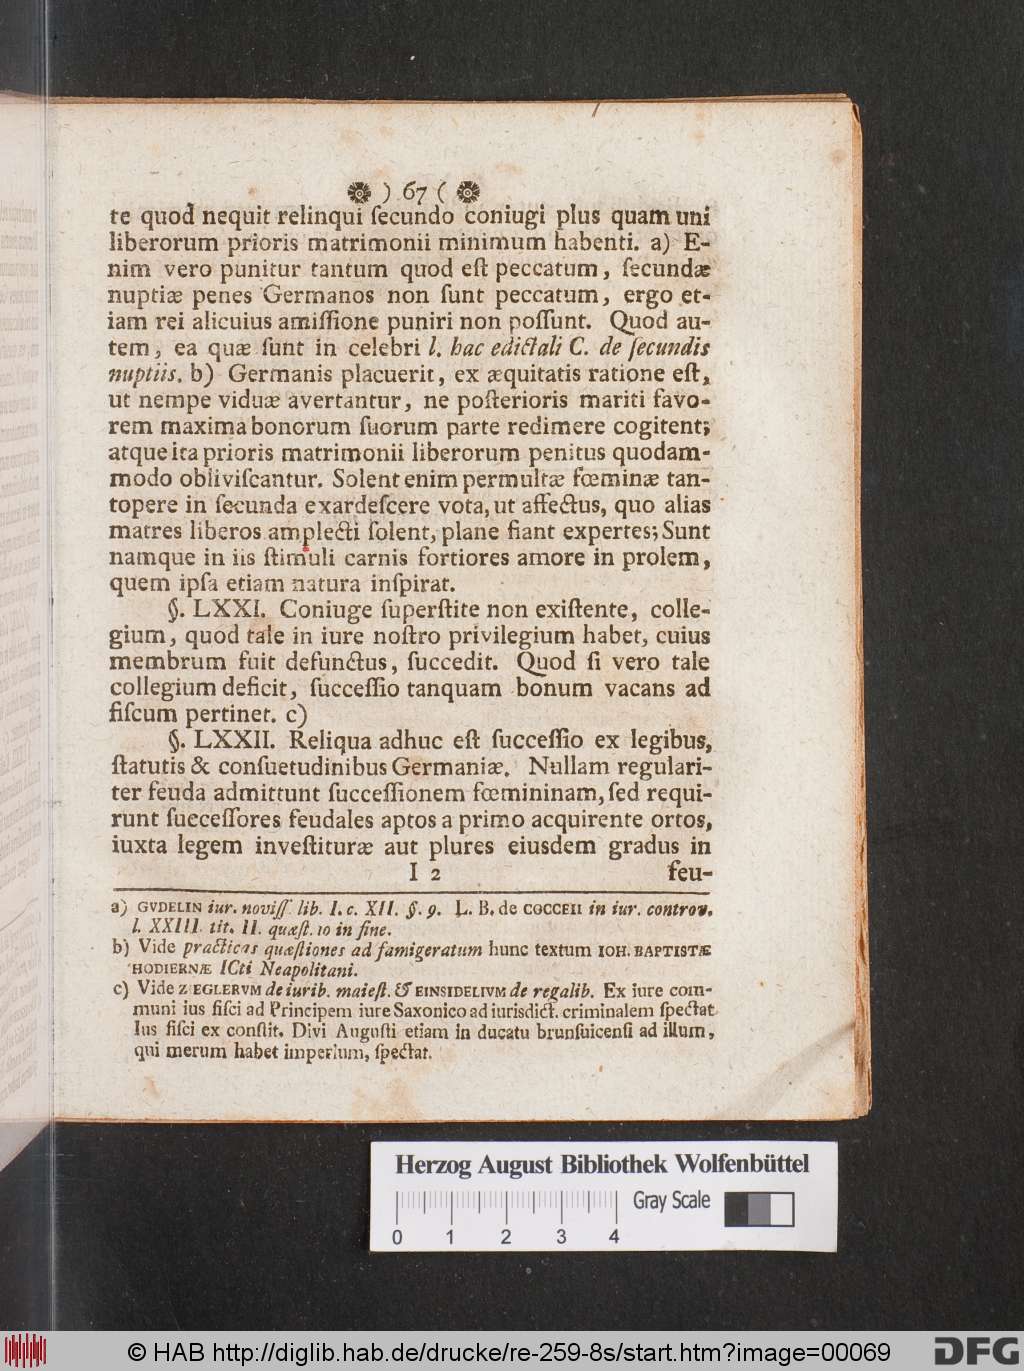 ) 67 (
te quod nequit relinqui ſecundo coniugi plus quam uni
liberorum prioris matrimonii minimum habenti. a) E-
nim vero punitur tantum quod eſt peccatum, ſecundæ
nuptiæ penes Germanos non ſunt peccatum, ergo et-
iam rei alicuius amiſſione puniri non poſſunt. Quod au-
tem, ea quæ ſunt in celebri l. hac edictali C. de ſecundis
nuptiis. b) Germanis placuerit, ex æquitatis ratione eſt,
ut nempe viduæ avertantur, ne poſterioris mariti favo-
rem maxima bonorum ſuorum parte redimere cogitent;
atque ita prioris matrimonii liberorum penitus quodam-
modo obliviſcantur. Solent enim permultæ fœminæ tan-
topere in ſecunda exardeſcere vota, ut affectus, quo alias
matres liberos amplecti ſolent, plane fiant expertes; Sunt
namque in iis ſtimuli carnis fortiores amore in prolem,
quem ipſa etiam natura inſpirat.
§. LXXI. Coniuge ſuperſtite non exiſtente, colle-
gium, quod tale in iure noſtro privilegium habet, cuius
membrum fuit defunctus, ſuccedit. Quod ſi vero tale
collegium deficit, ſucceſſio tanquam bonum vacans ad
fiſcum pertinet. c)
§. LXXII. Reliqua adhuc eſt ſucceſſio ex legibus,
ſtatutis & conſuetudinibus Germaniæ. Nullam regulari-
ter feuda admittunt ſucceſſionem fœmininam, ſed requi-
runt ſueceſſores feudales aptos a primo acquirente ortos,
iuxta legem inveſtituræ aut plures eiusdem gradus in
I 2 feu-
a) GVDELIN iur. noviſſ. lib. I. c. XII. §. 9. L. B. de COCCEII in iur. controv.
l. XXIII. tit. II. quæſt. 10 in fine.
b) Vide practicas quæſtiones ad famigeratum hunc textum IOH. BAPTISTÆ
HODIERNÆ ICti Neapolitani.
c) Vide ZIEGLERVM de iurib. maieſt. & EINSIDELIVM de regalib. Ex iure com-
muni ius fiſci ad Principem iure Saxonico ad iurisdict. criminalem ſpectat
Ius fiſci ex conſtit. Divi Auguſti etiam in ducatu brunſuicenſi ad illum,
qui merum habet imperium, ſpectat.
Herzog August Bibliothek Wolfenbüttel
Gray Scale
0 1 2 3 4
© HAB http://diglib.hab.de/drucke/re-259-8s/start.htm?image=00069
DFG